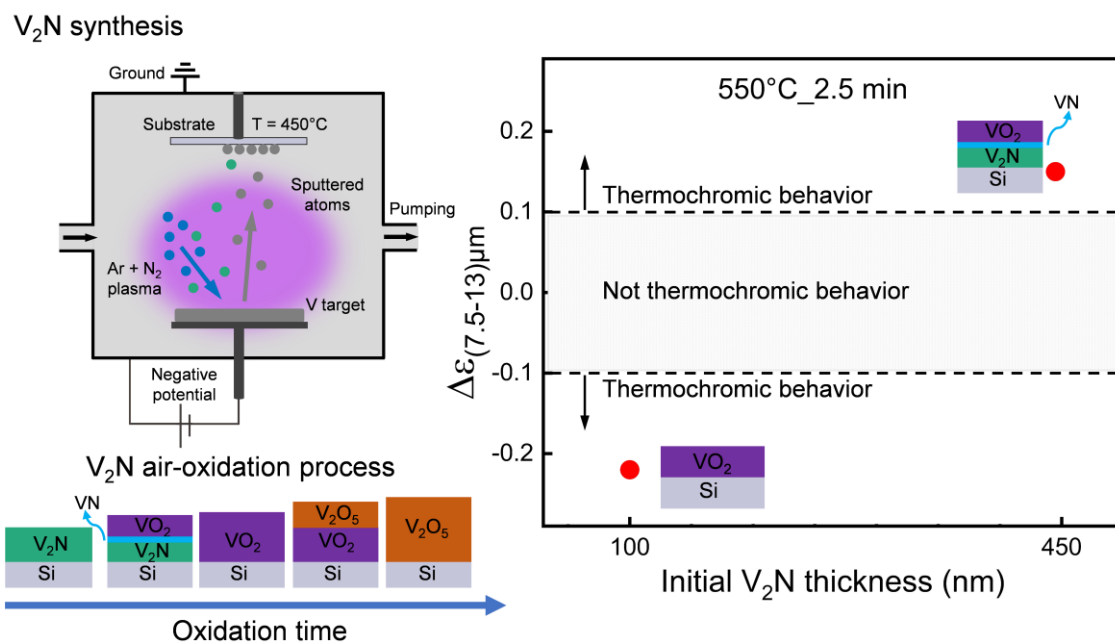 V₂N synthesis
Ground
Substrate T = 450°C
Sputtered
atoms
Pumping
Ar + N₂
plasma
V target
Negative
potential
V₂N air-oxidation process
VN
V₂N
Si
VO₂
V₂N
Si
VO₂
Si
V₂O₅
VO₂
Si
V₂O₅
Si
Oxidation time
550°C_2.5 min
VN
VO₂
V₂N
Si
Thermochromic behavior
Not thermochromic behavior
Thermochromic behavior
VO₂
Si
0.2
0.1
0.0
-0.1
-0.2
Δε(7.5-13)μm
100
450
Initial V₂N thickness (nm)